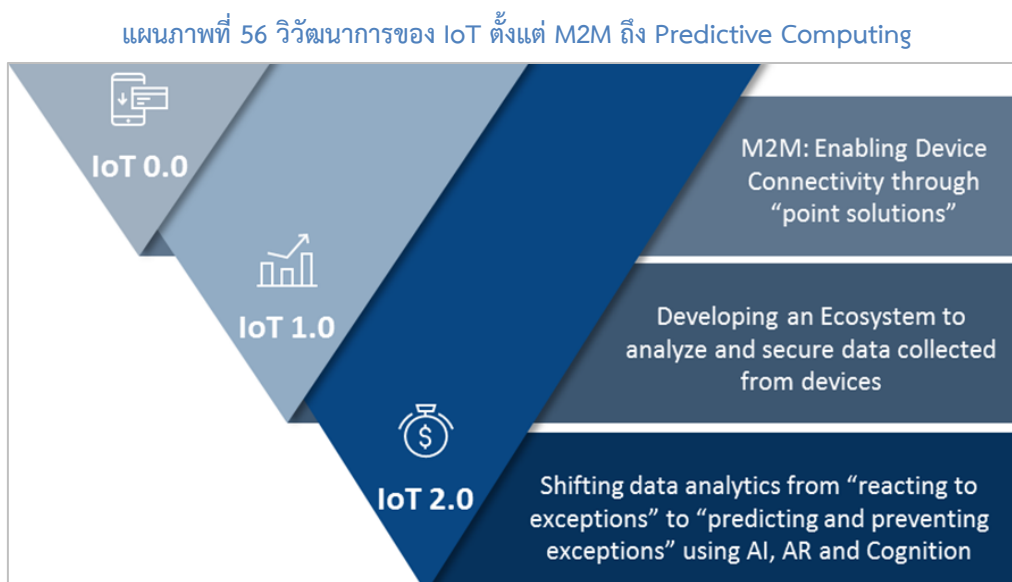 แผนภาพที่ 56 วิวัฒนาการของ IoT ตั้งแต่ M2M ถึง Predictive Computing
IoT 0.0
M2M: Enabling Device
Connectivity through
“point solutions”
IoT 1.0
Developing an Ecosystem to
analyze and secure data collected
from devices
IoT 2.0
Shifting data analytics from “reacting to
exceptions” to “predicting and preventing
exceptions” using AI, AR and Cognition